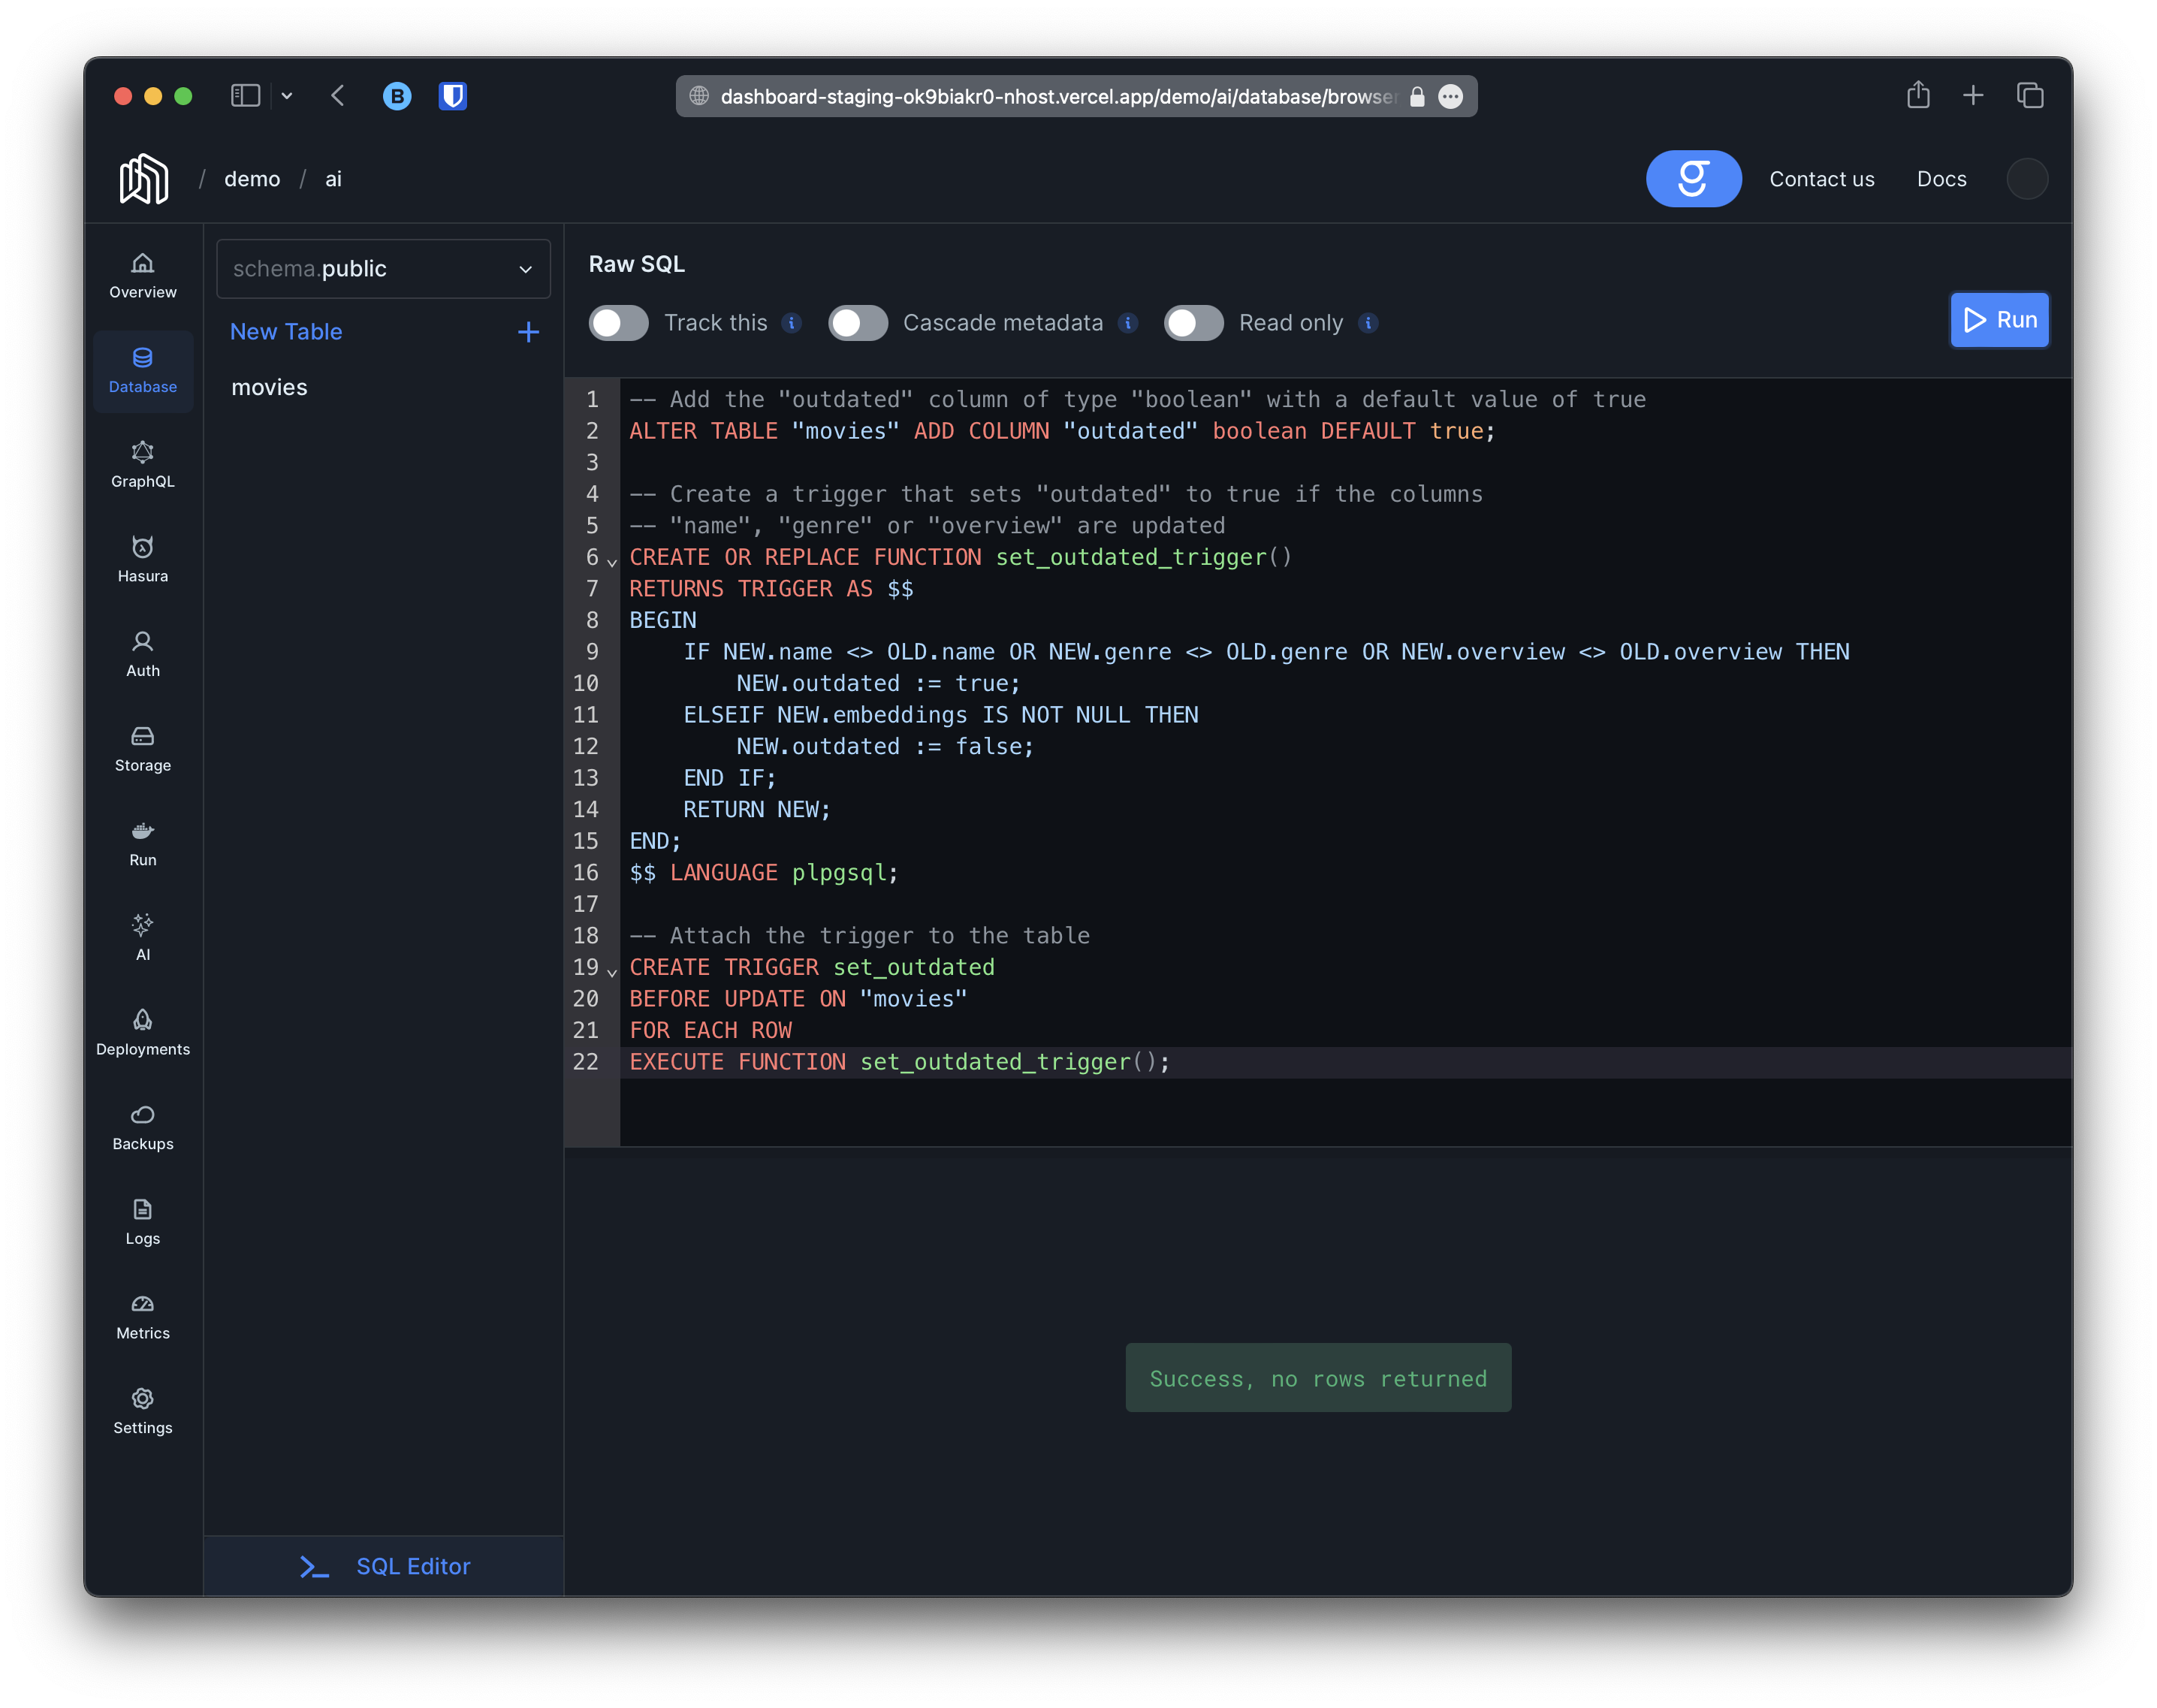 B
dashboard-staging-ok9biakr0-nhost.vercel.app/demo/ai/database/browser
/ demo / ai
Contact us
Docs
Overview
Database
GraphQL
Hasura
Auth
Storage
Run
AI
Deployments
Backups
Logs
Metrics
Settings
schema.public
New Table +
movies
SQL Editor
Raw SQL
Track this i Cascade metadata i Read only i
Run
1 -- Add the "outdated" column of type "boolean" with a default value of true
2 ALTER TABLE "movies" ADD COLUMN "outdated" boolean DEFAULT true;
3
4 -- Create a trigger that sets "outdated" to true if the columns
5 -- "name", "genre" or "overview" are updated
6 CREATE OR REPLACE FUNCTION set_outdated_trigger()
7 RETURNS TRIGGER AS $$
8 BEGIN
9     IF NEW.name <> OLD.name OR NEW.genre <> OLD.genre OR NEW.overview <> OLD.overview THEN
10         NEW.outdated := true;
11     ELSEIF NEW.embeddings IS NOT NULL THEN
12         NEW.outdated := false;
13     END IF;
14     RETURN NEW;
15 END;
16 $$ LANGUAGE plpgsql;
17
18 -- Attach the trigger to the table
19 CREATE TRIGGER set_outdated
20 BEFORE UPDATE ON "movies"
21 FOR EACH ROW
22 EXECUTE FUNCTION set_outdated_trigger();
Success, no rows returned